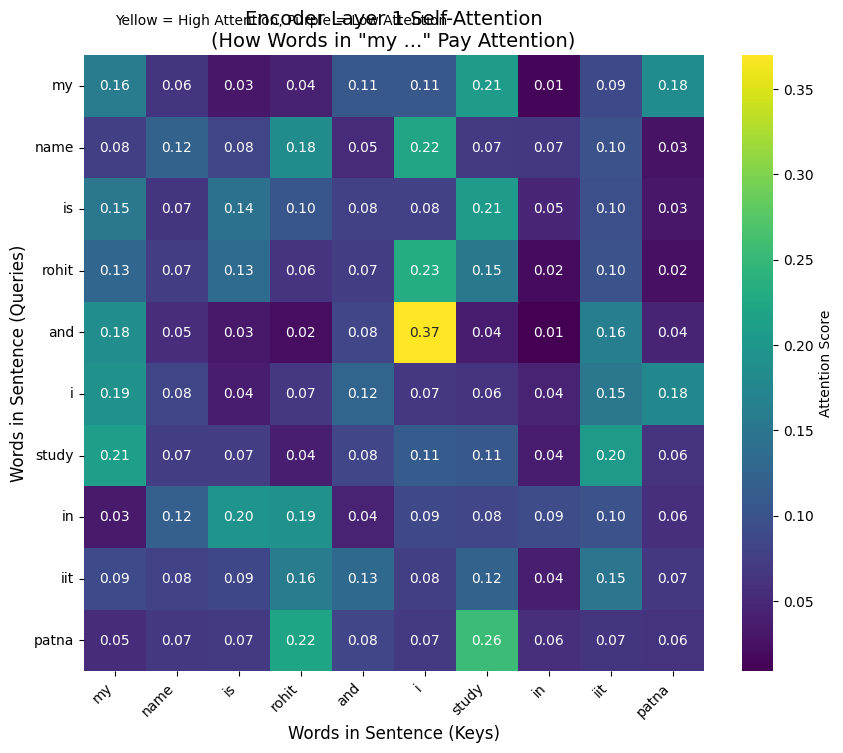 Yellow = High Attention, Purple = Low Attention
Encoder Layer 1 Self-Attention
(How Words in "my ..." Pay Attention)
Words in Sentence (Queries)
my 0.16 0.06 0.03 0.04 0.11 0.11 0.21 0.01 0.09 0.18
name 0.08 0.12 0.08 0.18 0.05 0.22 0.07 0.07 0.10 0.03
is 0.15 0.07 0.14 0.10 0.08 0.08 0.21 0.05 0.10 0.03
rohit 0.13 0.07 0.13 0.06 0.07 0.23 0.15 0.02 0.10 0.02
and 0.18 0.05 0.03 0.02 0.08 0.37 0.04 0.01 0.16 0.04
i 0.19 0.08 0.04 0.07 0.12 0.07 0.06 0.04 0.15 0.18
study 0.21 0.07 0.07 0.04 0.08 0.11 0.11 0.04 0.20 0.06
in 0.03 0.12 0.20 0.19 0.04 0.09 0.08 0.09 0.10 0.06
iit 0.09 0.08 0.09 0.16 0.13 0.08 0.12 0.04 0.15 0.07
patna 0.05 0.07 0.07 0.22 0.08 0.07 0.26 0.06 0.07 0.06
my name is rohit and i study in iit patna
Words in Sentence (Keys)
0.35
0.30
0.25
0.20
0.15
0.10
0.05
Attention Score